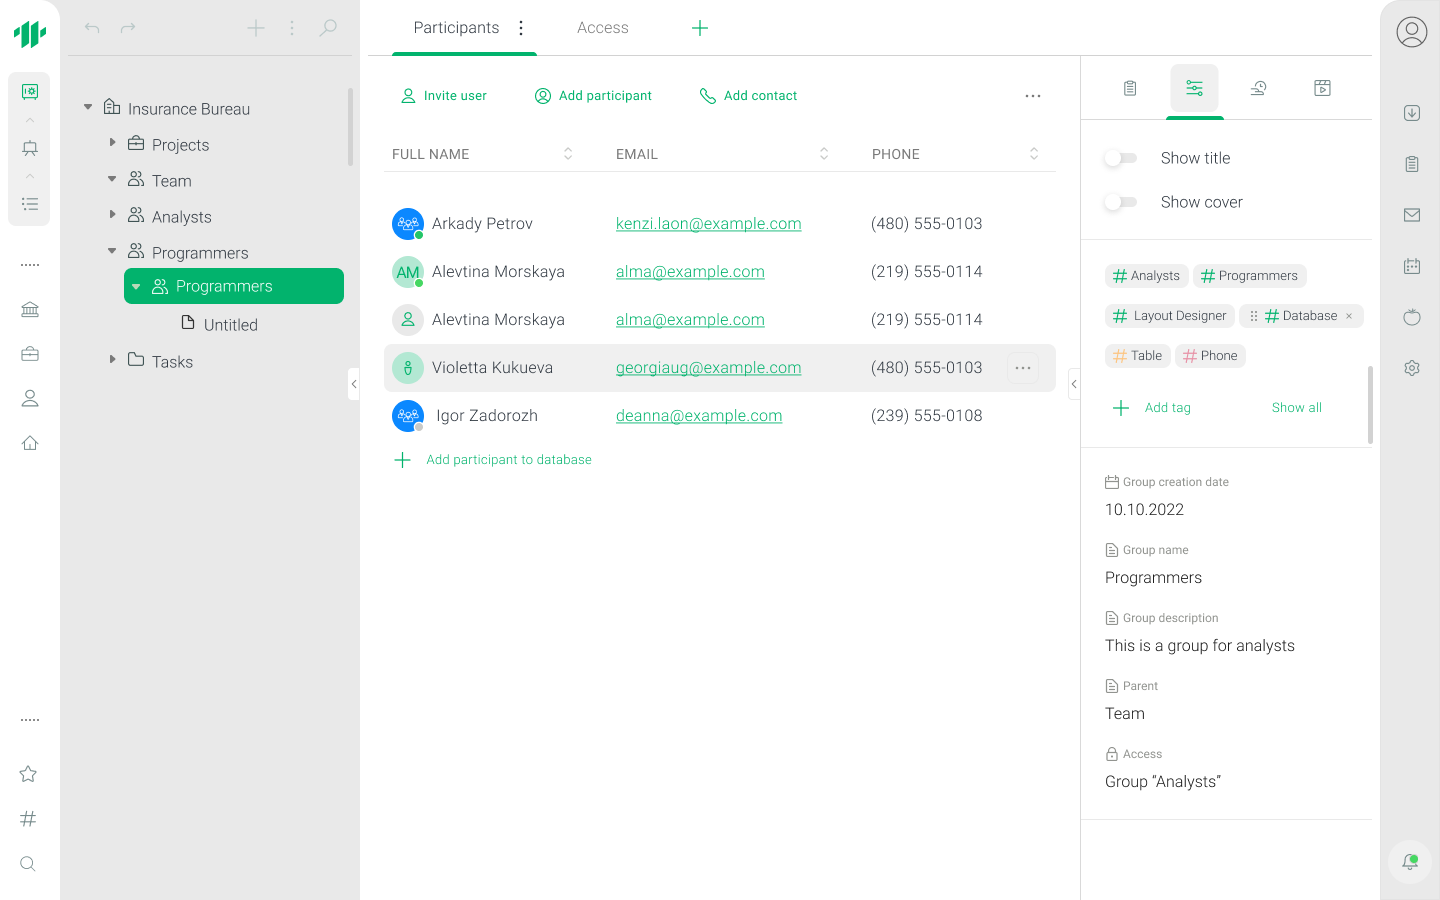 Participants
Access
Insurance Bureau
Projects
Team
Analysts
Programmers
Programmers
Untitled
Tasks
Invite user
Add participant
Add contact
FULL NAME
EMAIL
PHONE
Arkady Petrov
kenzi.laon@example.com
(480) 555-0103
AM
Alevtina Morskaya
alma@example.com
(219) 555-0114
Alevtina Morskaya
alma@example.com
(219) 555-0114
Violetta Kukueva
georgiaug@example.com
(480) 555-0103
Igor Zadorozh
deanna@example.com
(239) 555-0108
Add participant to database
Show title
Show cover
# Analysts
# Programmers
# Layout Designer
# Database ×
# Table
# Phone
Add tag
Show all
Group creation date
10.10.2022
Group name
Programmers
Group description
This is a group for analysts
Parent
Team
Access
Group “Analysts”